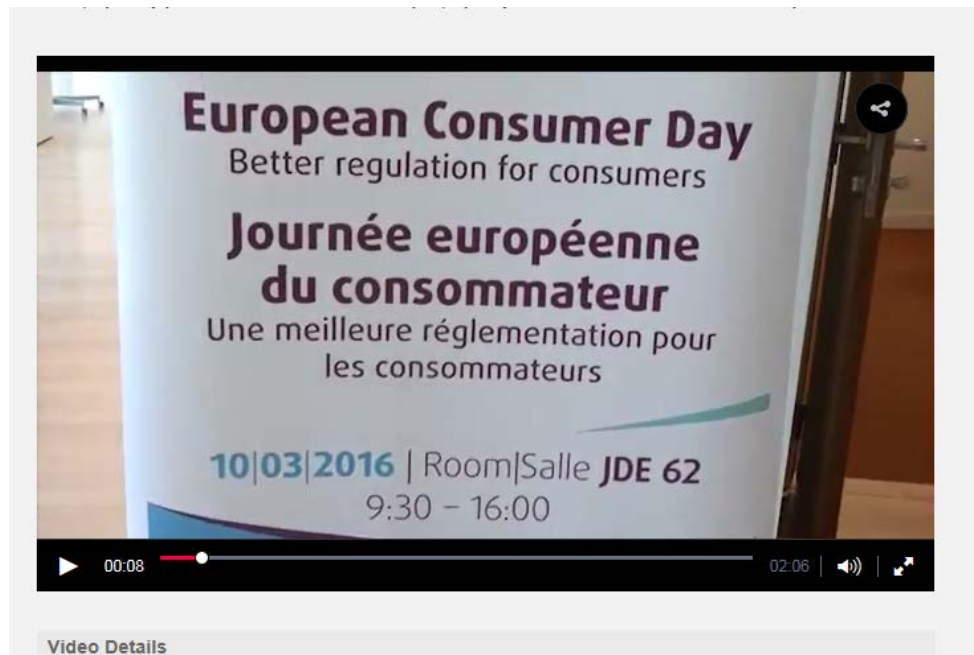 European Consumer Day
Better regulation for consumers
Journée européenne
du consommateur
Une meilleure réglementation pour
les consommateurs
10|03|2016 | Room|Salle JDE 62
9:30 – 16:00
00:08
02:06
Video Details